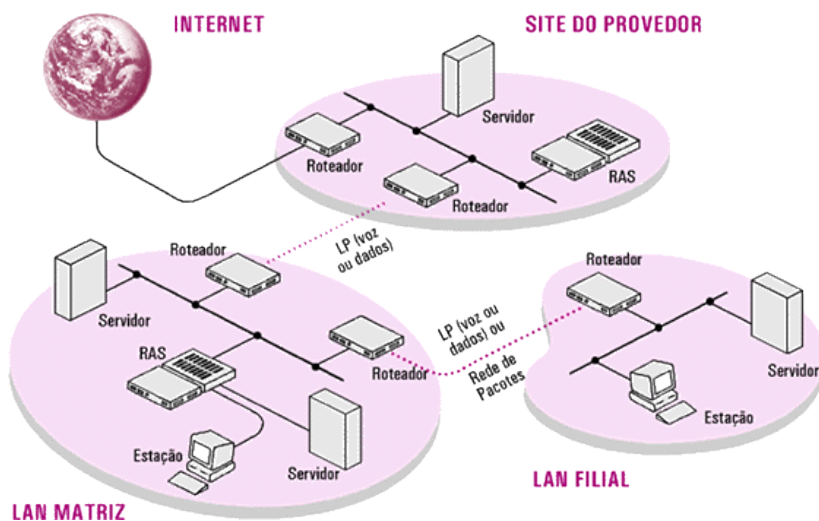 INTERNET
SITE DO PROVEDOR
Servidor
Roteador
RAS
Roteador
LP (voz
ou dados)
Roteador
Servidor
RAS
Roteador
Estação
Servidor
LAN MATRIZ
LP (voz ou
dados) ou
Rede de
Pacotes
Roteador
Servidor
Estação
LAN FILIAL